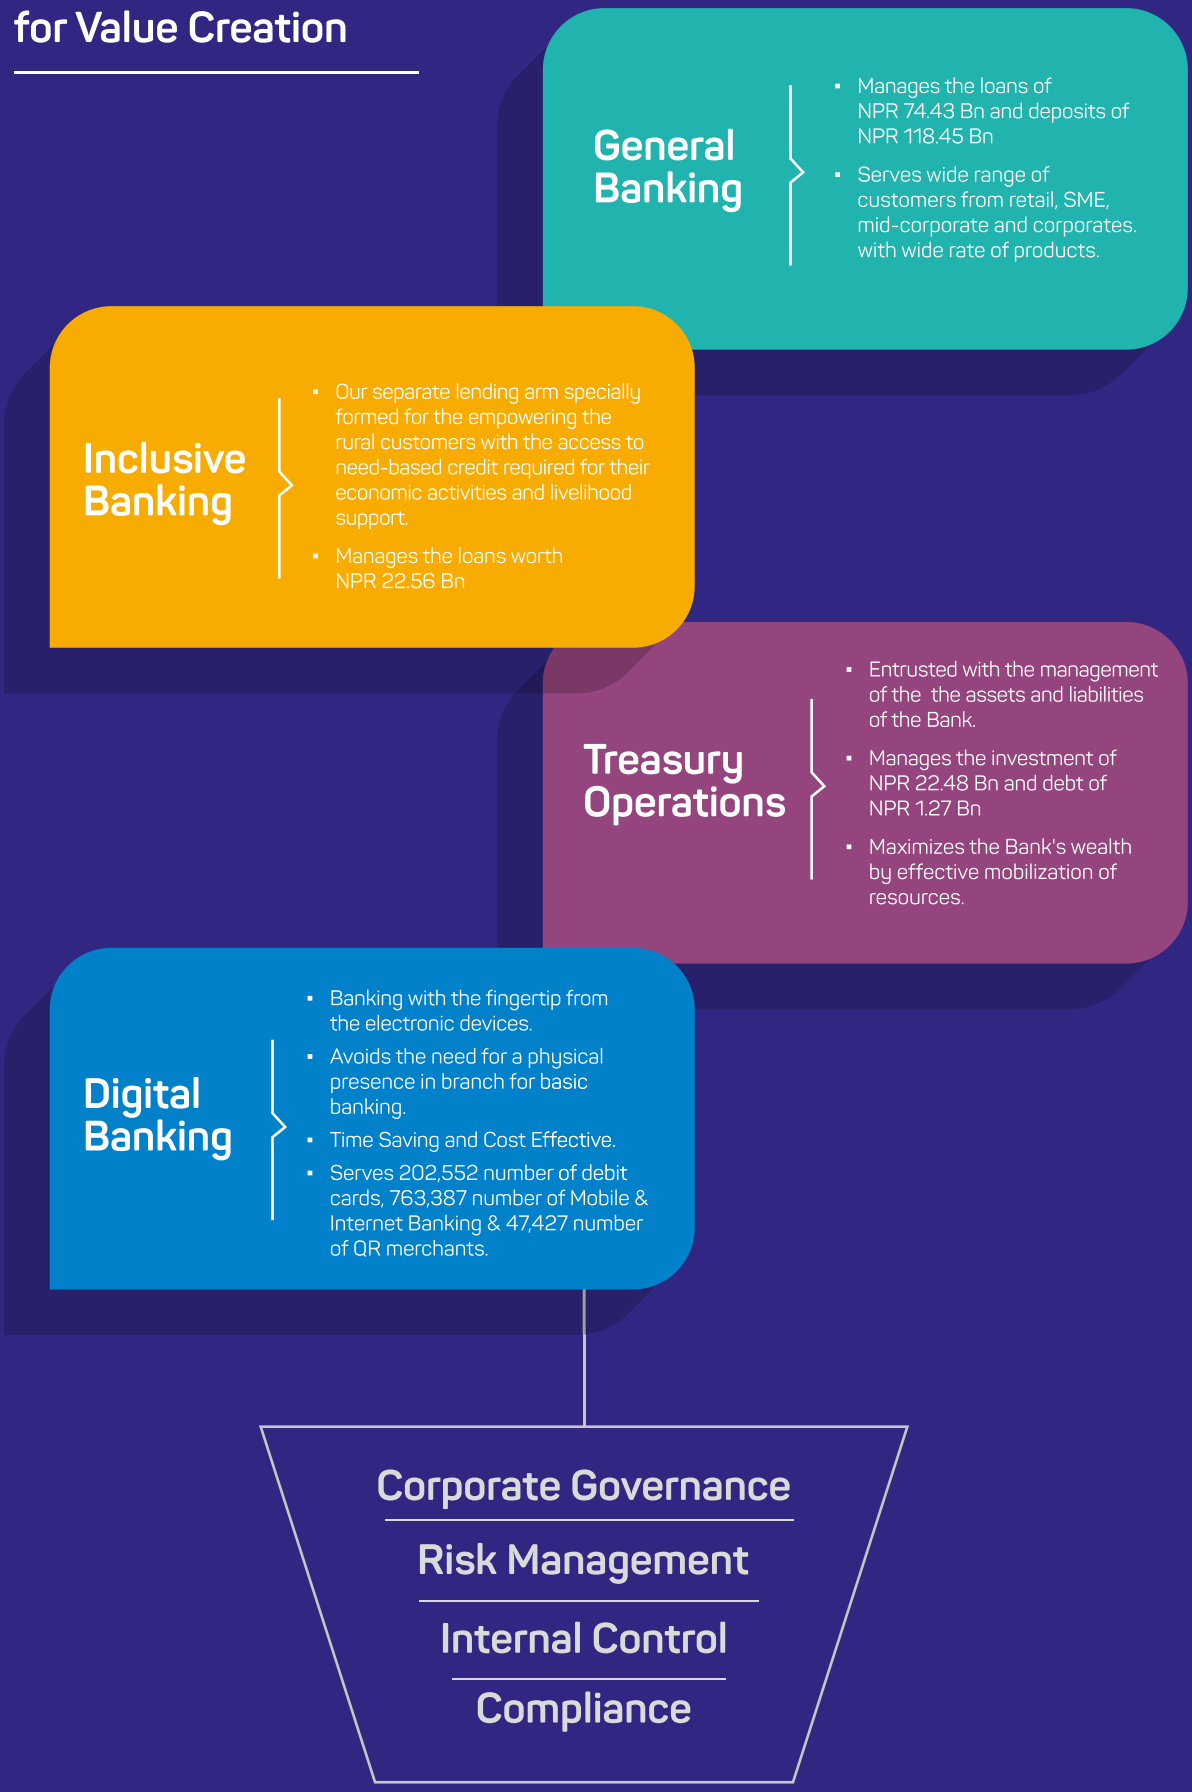 for Value Creation
General
Banking
▪ Manages the loans of
NPR 74.43 Bn and deposits of
NPR 118.45 Bn
▪ Serves wide range of
customers from retail, SME,
mid-corporate and corporates.
with wide rate of products.
Inclusive
Banking
▪ Our separate lending arm specially
formed for the empowering the
rural customers with the access to
need-based credit required for their
economic activities and livelihood
support.
▪ Manages the loans worth
NPR 22.56 Bn
Treasury
Operations
▪ Entrusted with the management
of the the assets and liabilities
of the Bank.
▪ Manages the investment of
NPR 22.48 Bn and debt of
NPR 1.27 Bn
▪ Maximizes the Bank's wealth
by effective mobilization of
resources.
Digital
Banking
▪ Banking with the fingertip from
the electronic devices.
▪ Avoids the need for a physical
presence in branch for basic
banking.
▪ Time Saving and Cost Effective.
▪ Serves 202,552 number of debit
cards, 763,387 number of Mobile &
Internet Banking & 47,427 number
of QR merchants.
Corporate Governance
Risk Management
Internal Control
Compliance